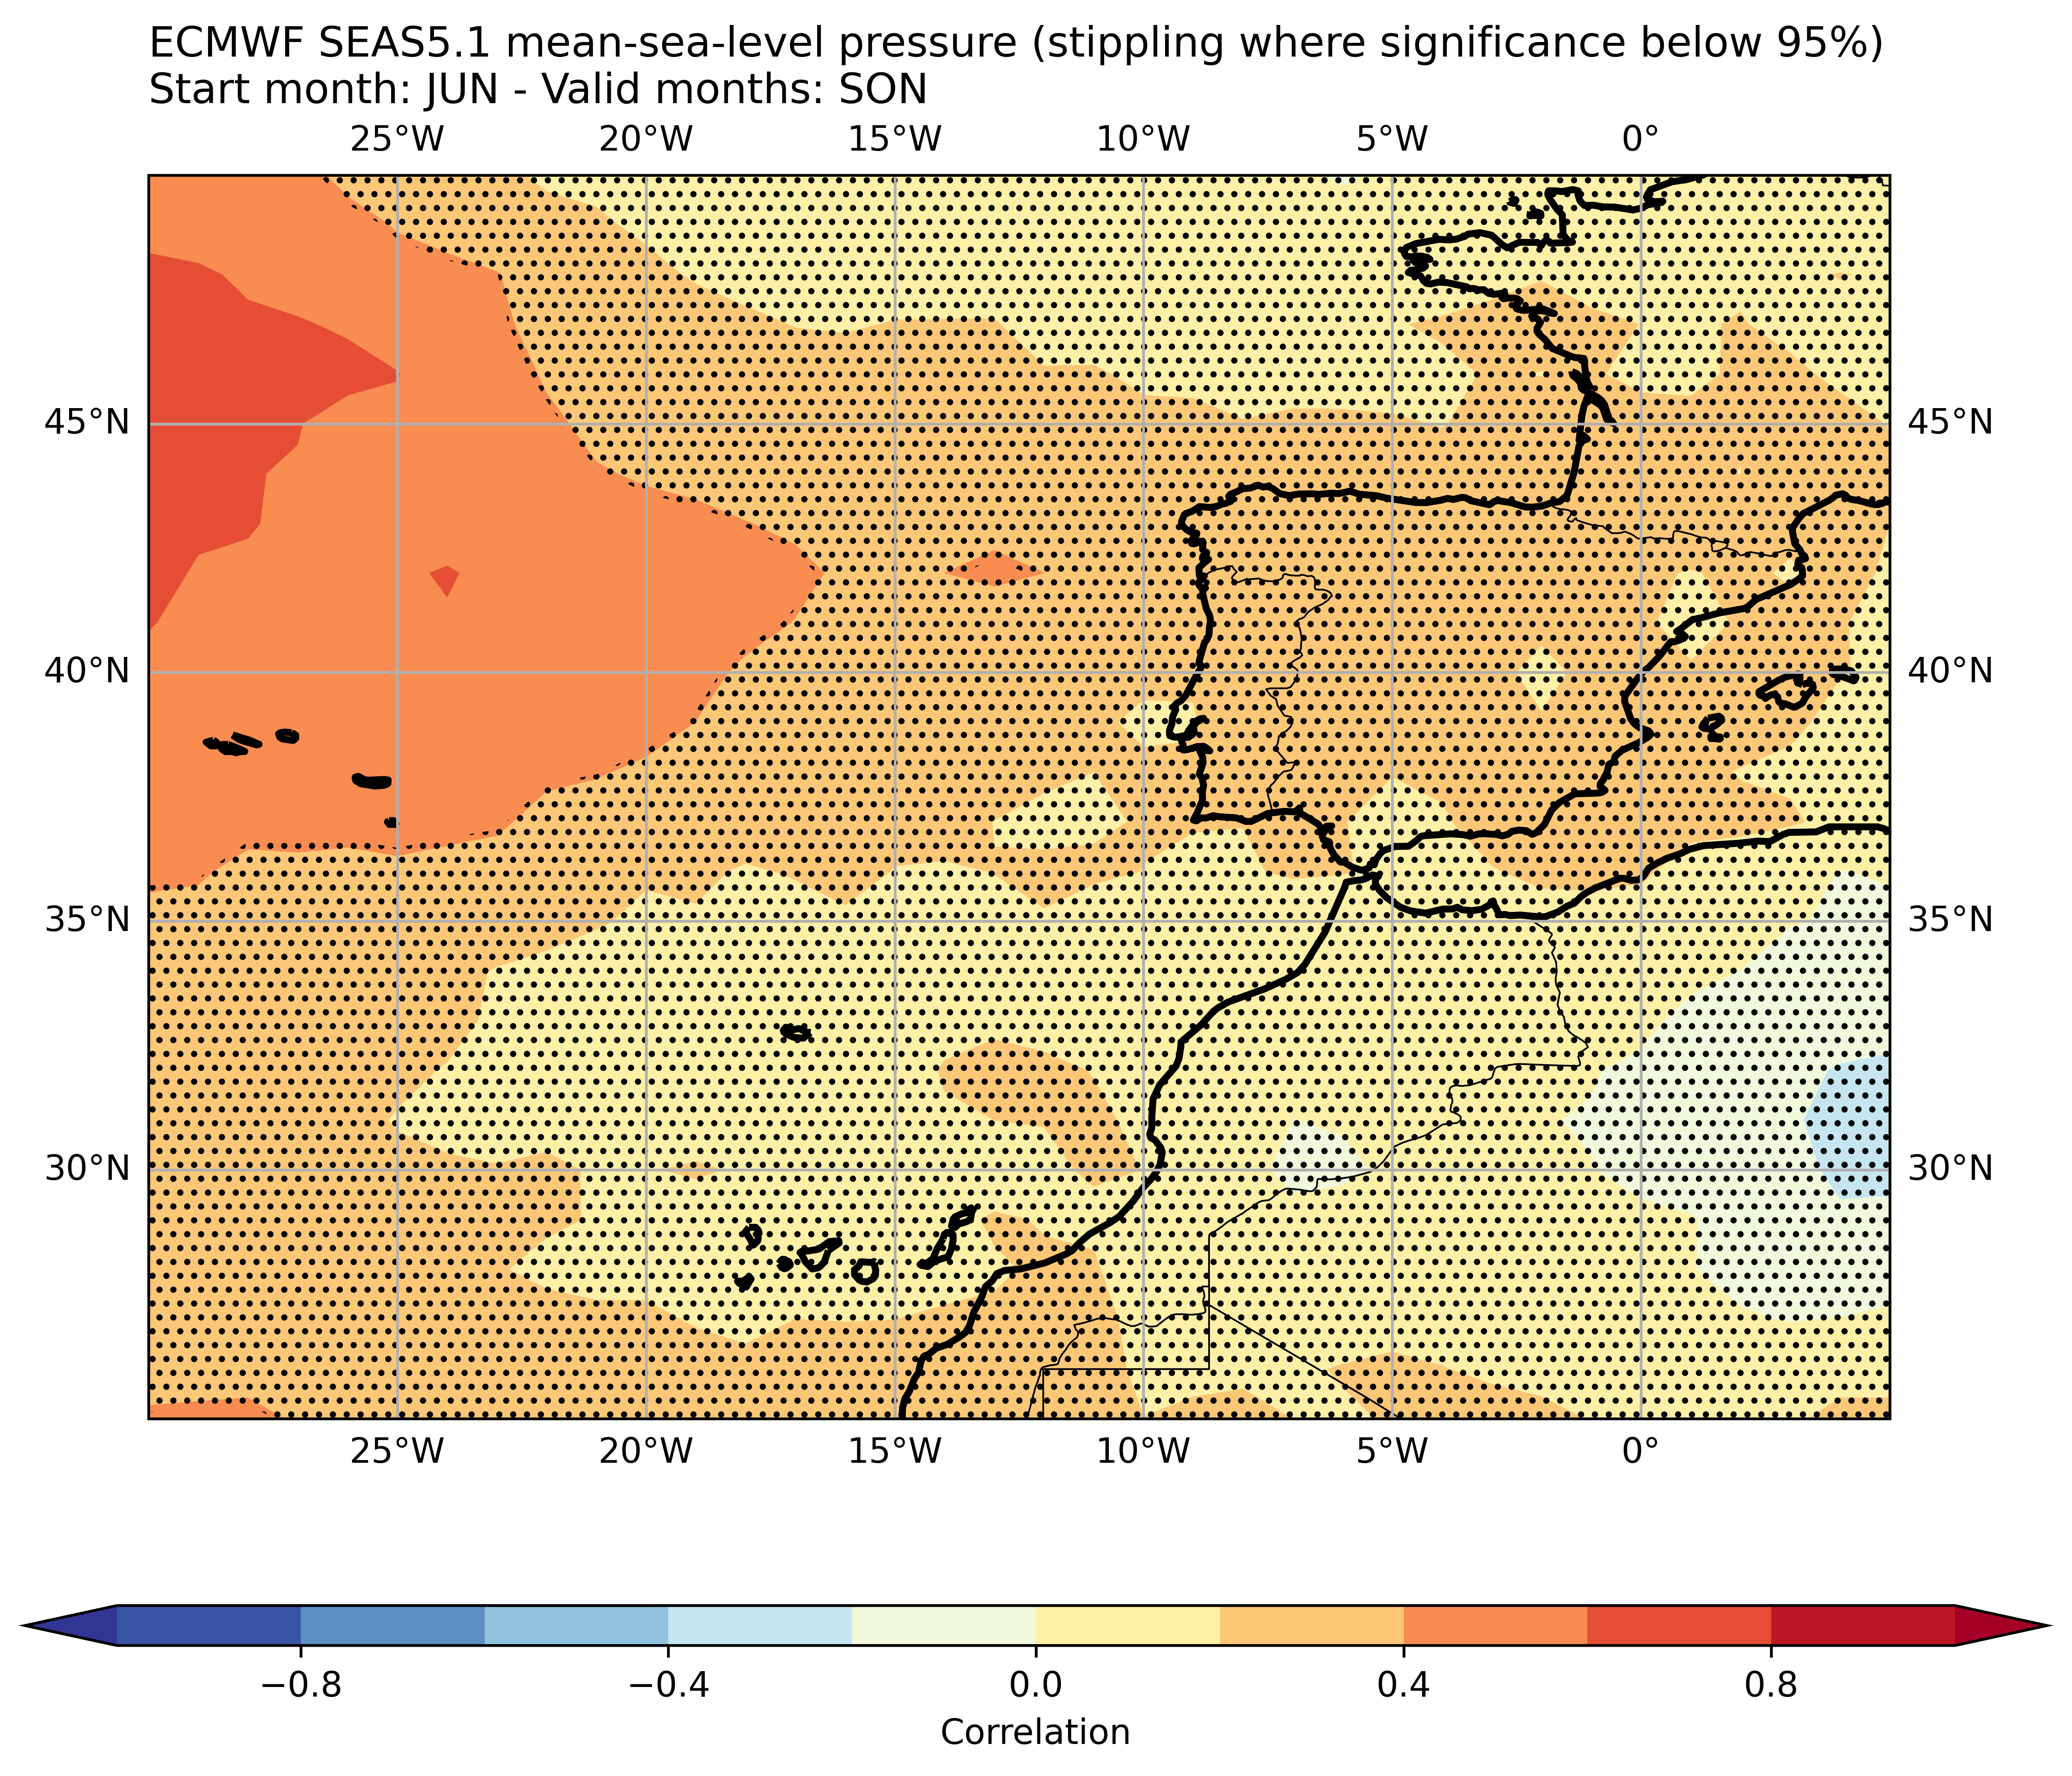 ECMWF SEAS5.1 mean-sea-level pressure (stippling where significance below 95%)
Start month: JUN - Valid months: SON
25°W 20°W 15°W 10°W 5°W 0°
45°N 45°N
40°N 40°N
35°N 35°N
30°N 30°N
25°W 20°W 15°W 10°W 5°W 0°
−0.8 −0.4 0.0 0.4 0.8
Correlation